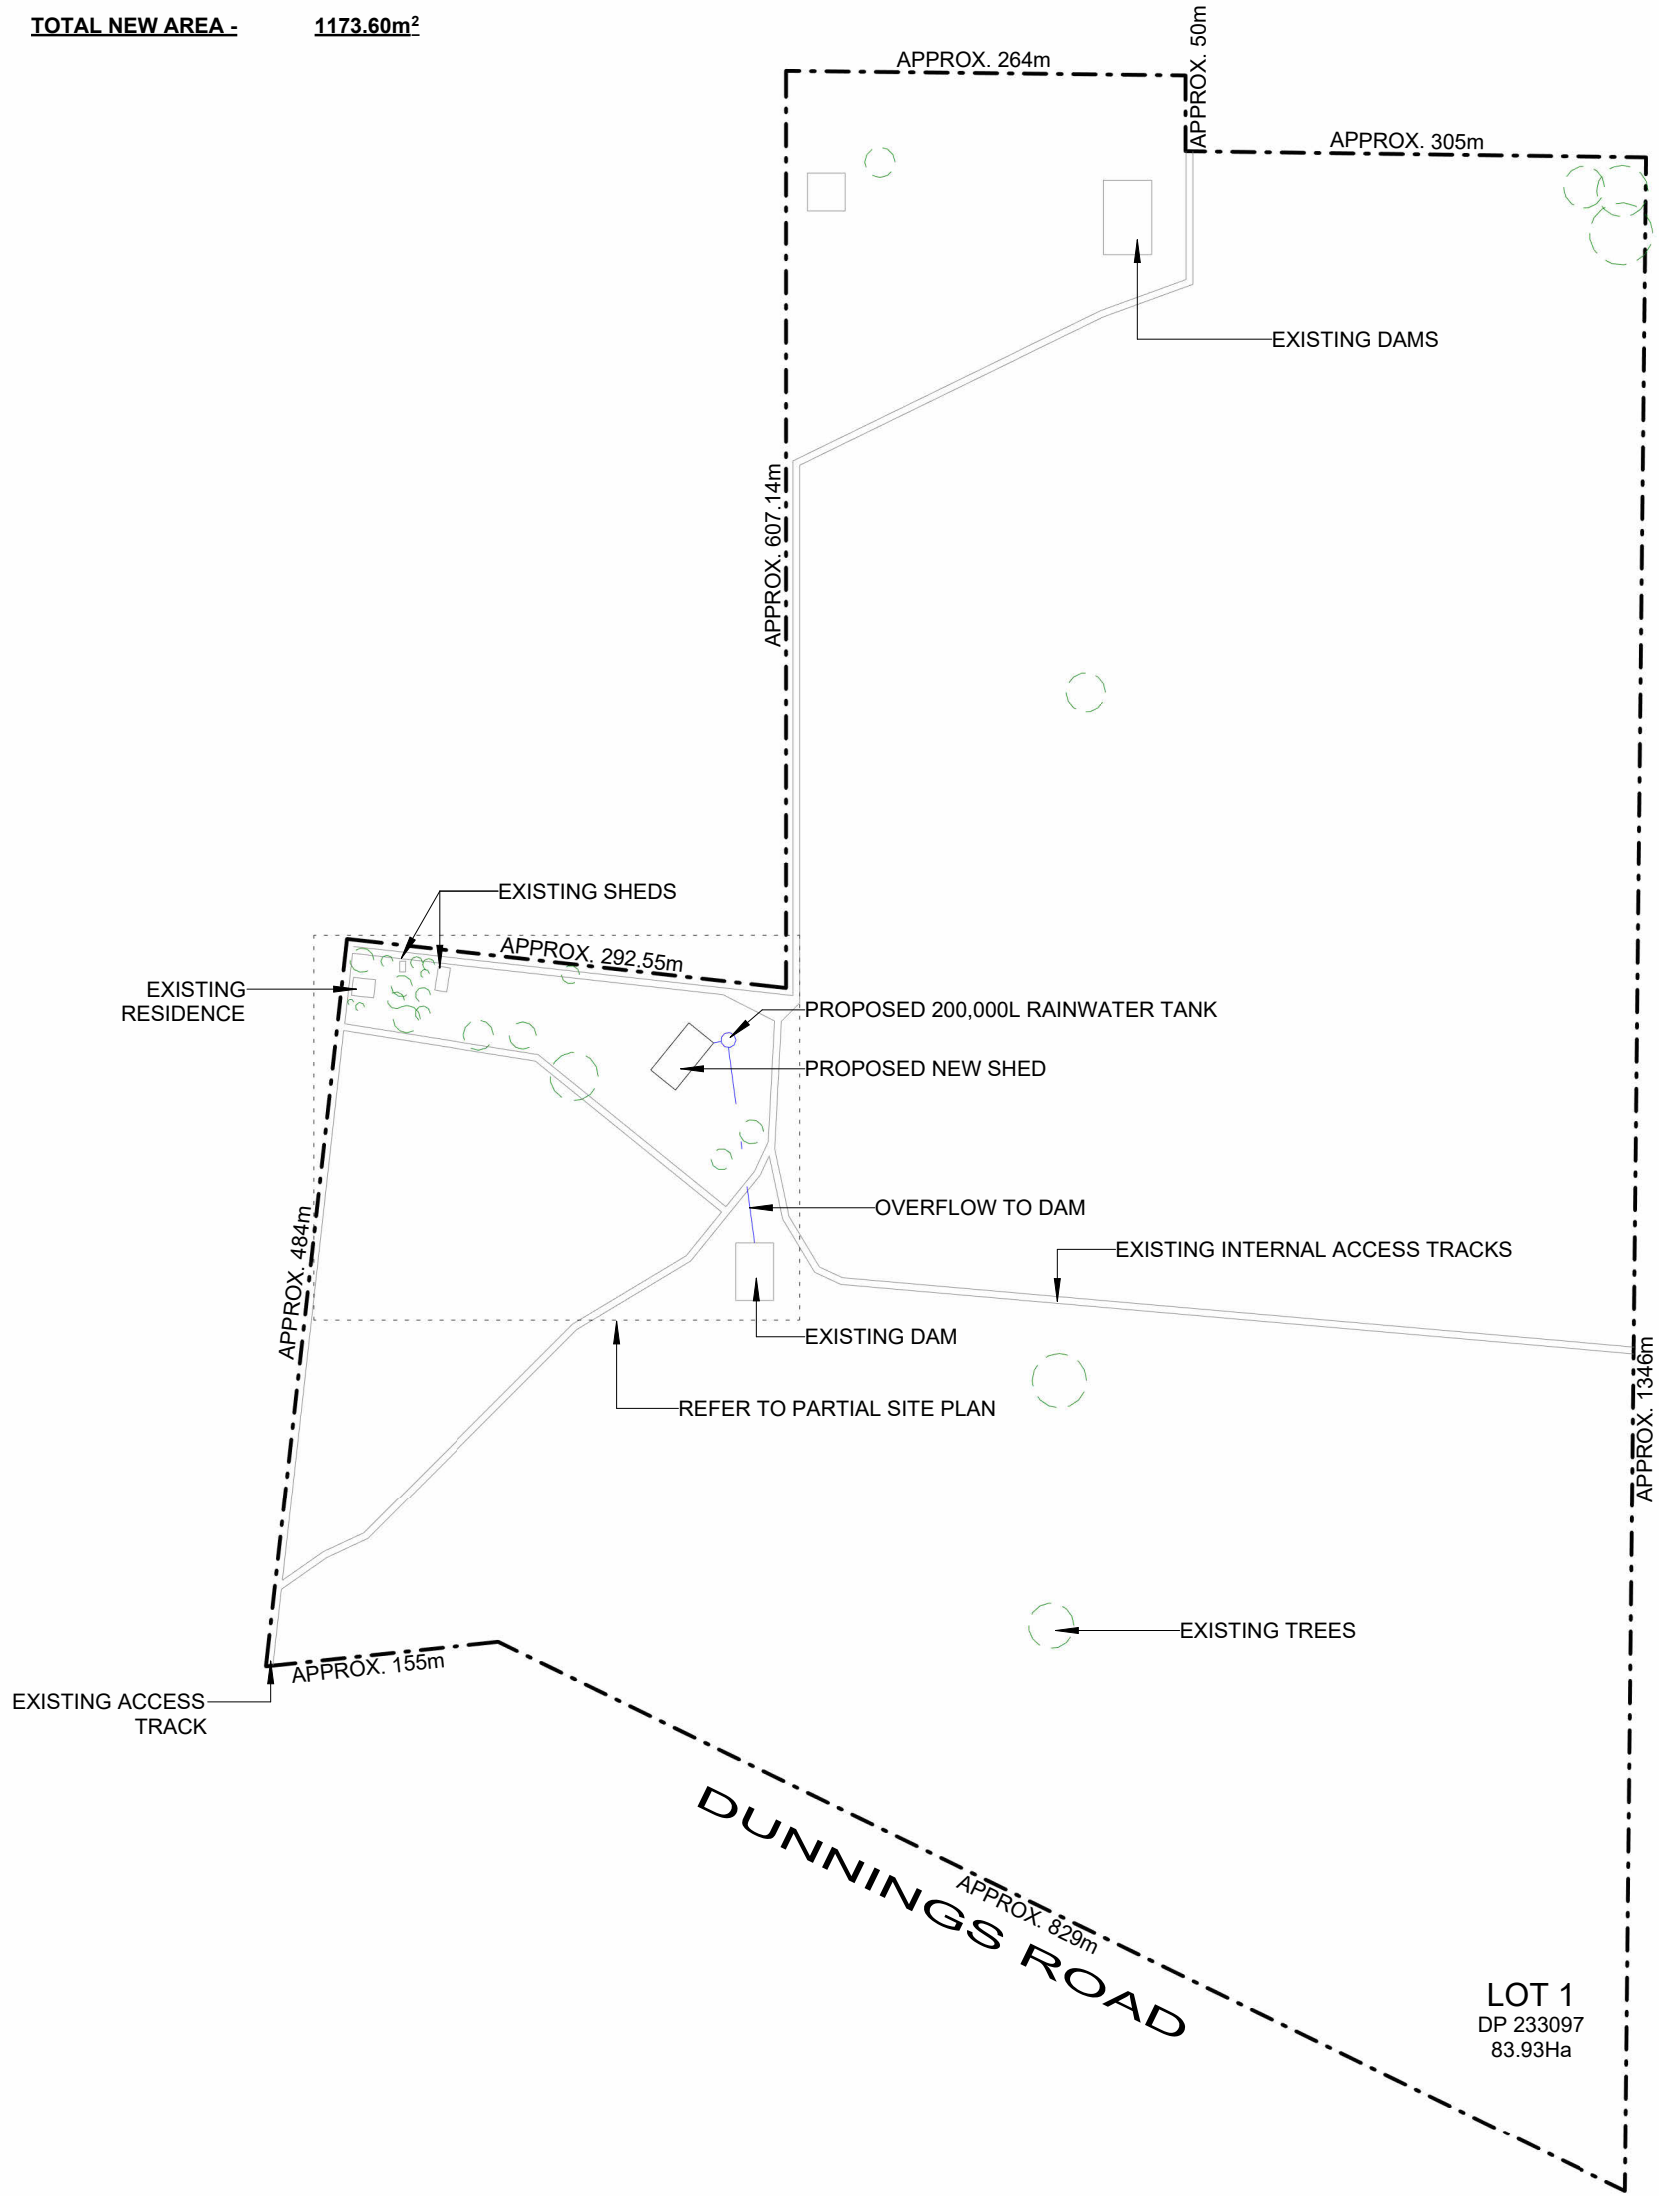 TOTAL NEW AREA - 1173.60m²
APPROX. 264m
APPROX. 50m
APPROX. 305m
EXISTING DAMS
APPROX. 607.14m
EXISTING SHEDS
APPROX. 292.55m
EXISTING
RESIDENCE
PROPOSED 200,000L RAINWATER TANK
PROPOSED NEW SHED
OVERFLOW TO DAM
APPROX. 484m
EXISTING INTERNAL ACCESS TRACKS
EXISTING DAM
APPROX. 1346m
REFER TO PARTIAL SITE PLAN
EXISTING TREES
APPROX. 155m
EXISTING ACCESS
TRACK
DUNNINGS ROAD
APPROX. 829m
LOT 1
DP 233097
83.93Ha